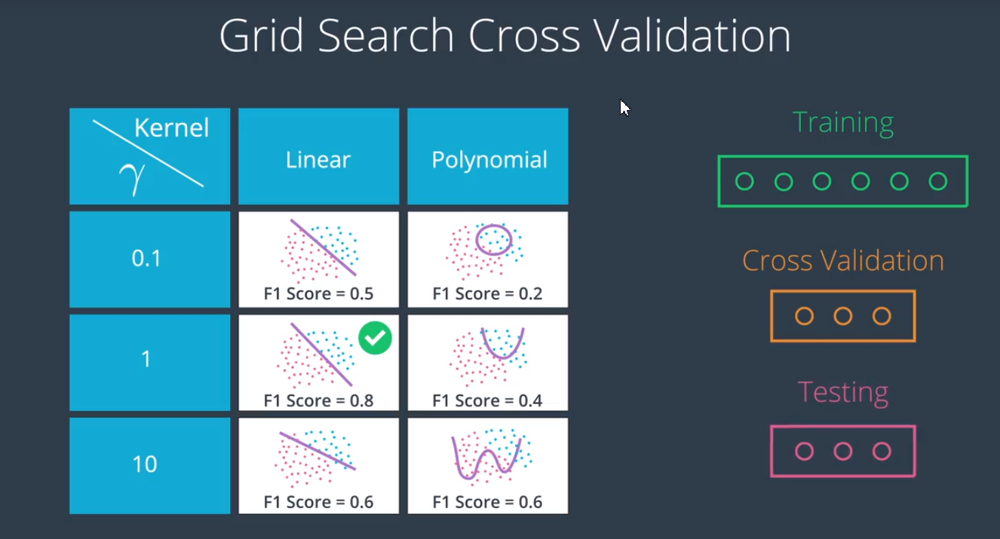 Grid Search Cross Validation
Kernel
γ
Linear
Polynomial
0.1
F1 Score = 0.5
F1 Score = 0.2
1
F1 Score = 0.8
F1 Score = 0.4
10
F1 Score = 0.6
F1 Score = 0.6
Training
Cross Validation
Testing